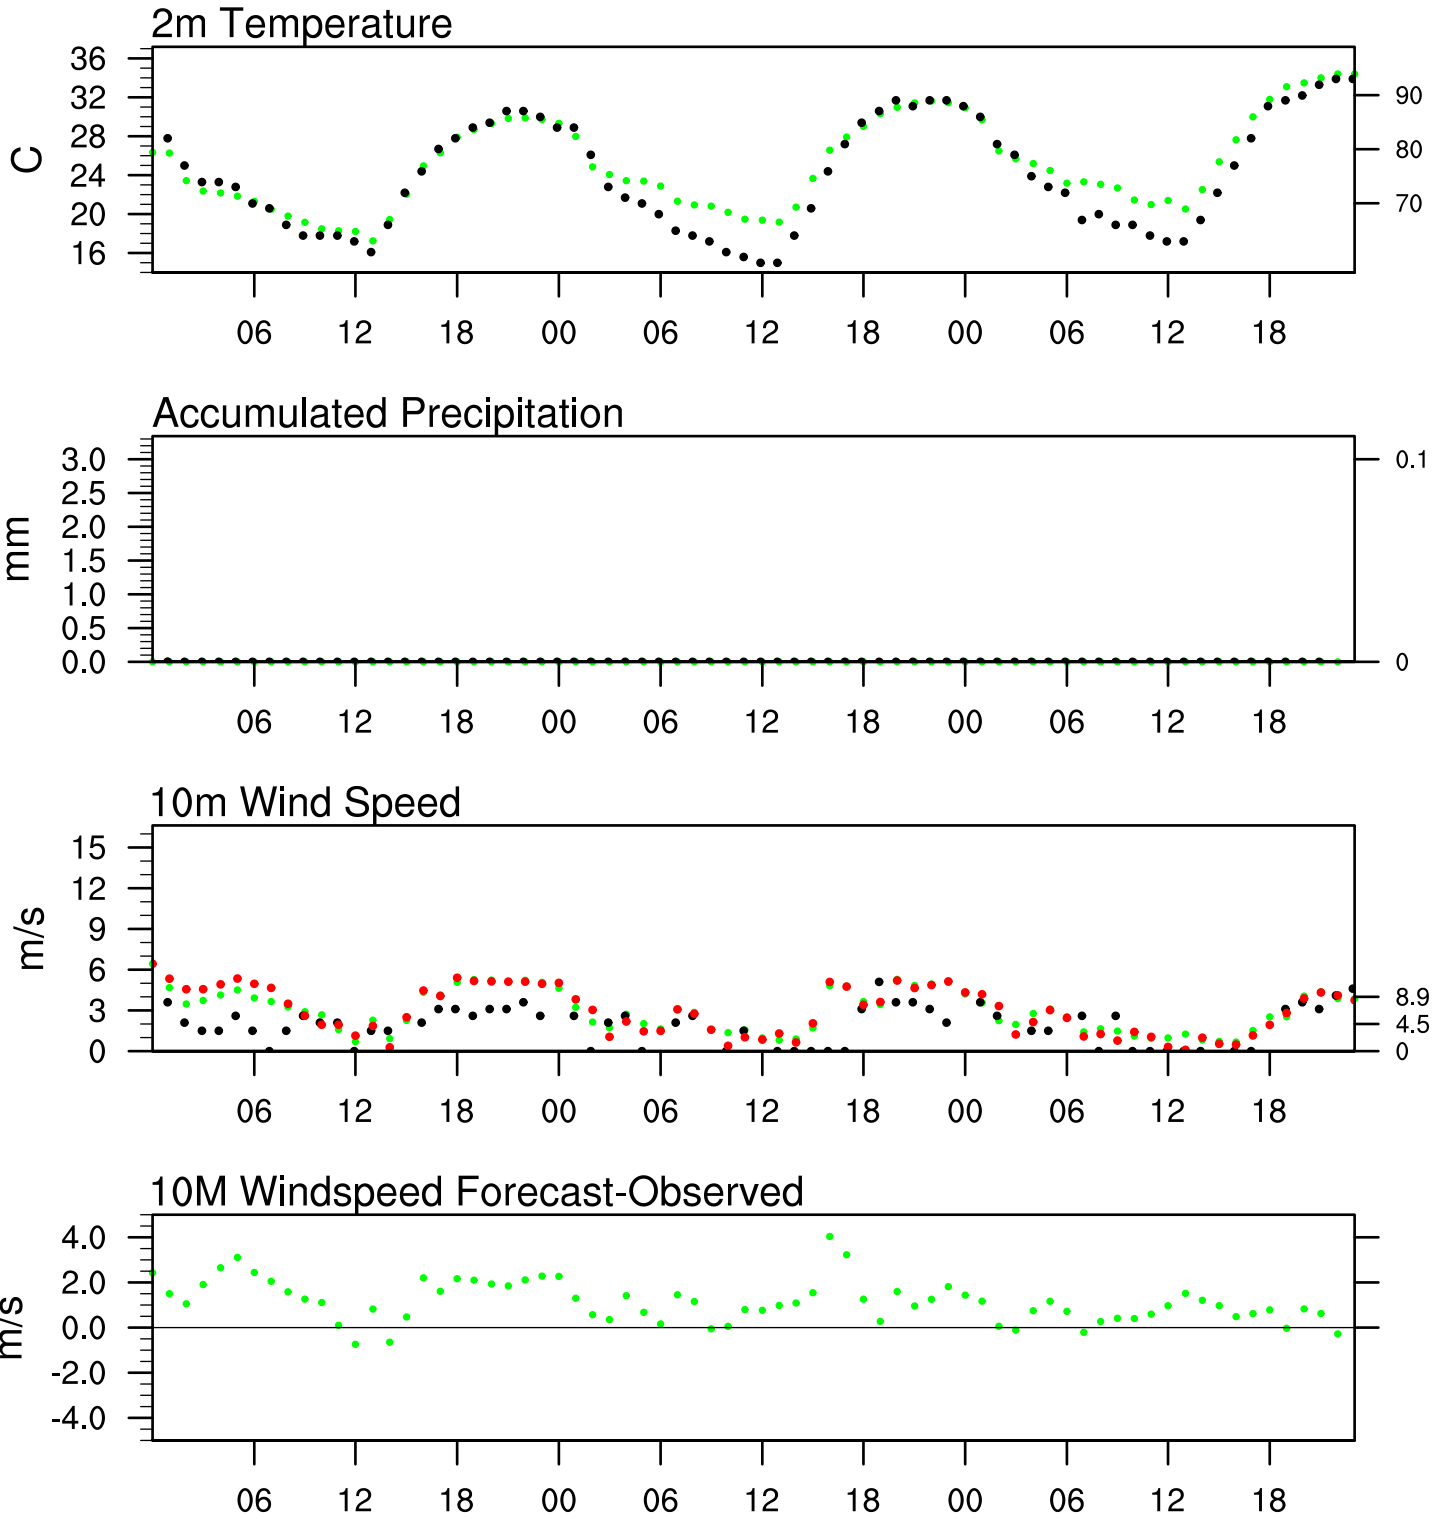 2m Temperature
36
32
28
24
20
16
C
90
80
70
06 12 18 00 06 12 18 00 06 12 18
Accumulated Precipitation
3.0
2.5
2.0
1.5
1.0
0.5
0.0
mm
0.1
0
06 12 18 00 06 12 18 00 06 12 18
10m Wind Speed
15
12
9
6
3
0
m/s
8.9
4.5
0
06 12 18 00 06 12 18 00 06 12 18
10M Windspeed Forecast-Observed
4.0
2.0
0.0
-2.0
-4.0
m/s
06 12 18 00 06 12 18 00 06 12 18